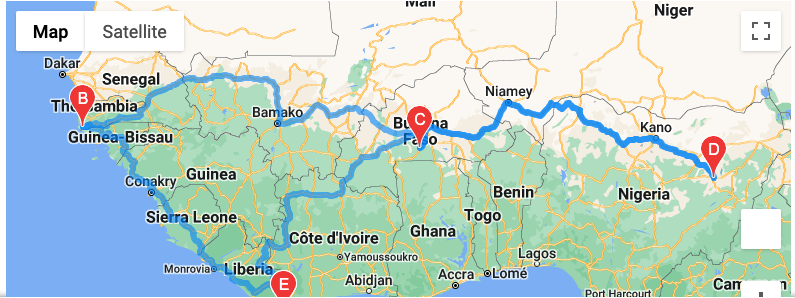 Mali
Niger
Map
Satellite
Dakar
Senegal
The Gambia
B
Niamey
Bamako
Burkina
Faso
C
Kano
D
Guinea-Bissau
Guinea
Conakry
Benin
Nigeria
Sierra Leone
Togo
Ghana
Côte d'Ivoire
Yamoussoukro
Lagos
Monrovia
Liberia
E
Abidjan
Accra
Lomé
Port Harcourt
Cam